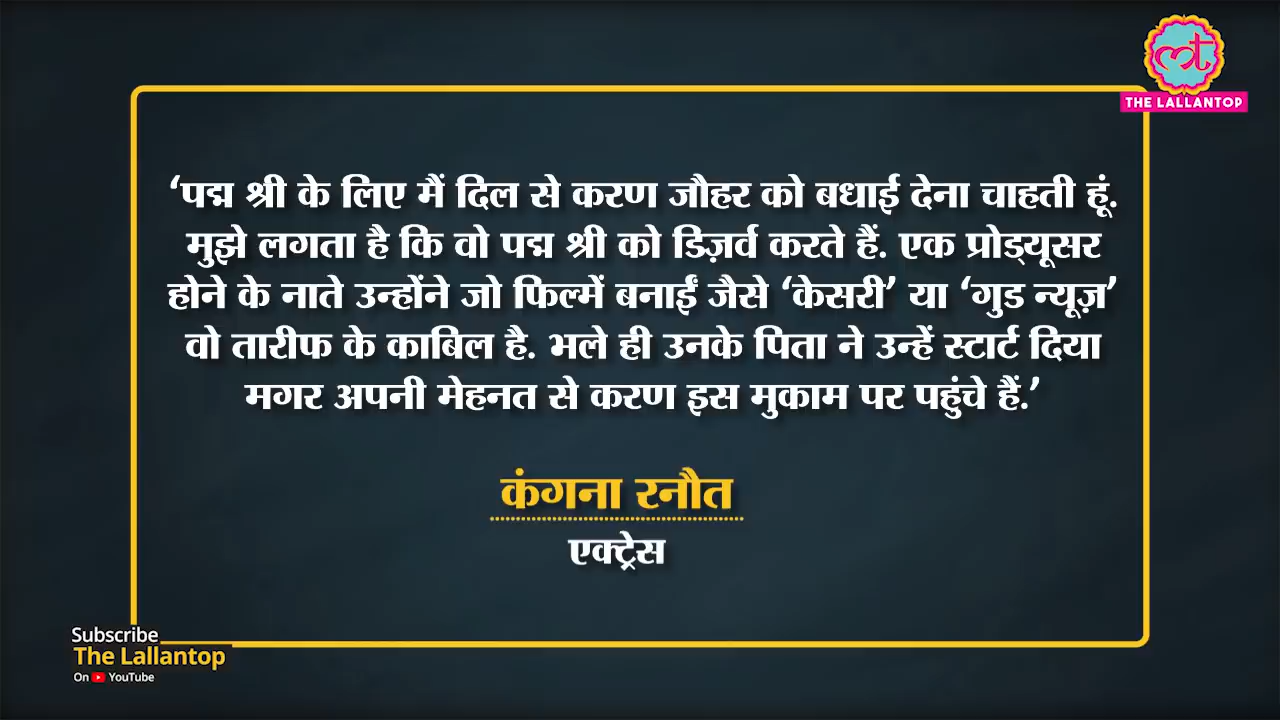 THE LALLANTOP
‘पद्म श्री के लिए मैं दिल से करण जौहर को बधाई देना चाहती हूं.
मुझे लगता है कि वो पद्म श्री को डिज़र्व करते हैं. एक प्रोड्यूसर
होने के नाते उन्होंने जो फिल्में बनाईं जैसे ‘केसरी’ या ‘गुड न्यूज़’
वो तारीफ के काबिल है. भले ही उनके पिता ने उन्हें स्टार्ट दिया
मगर अपनी मेहनत से करण इस मुकाम पर पहुंचे हैं.’
कंगना रनौत
एक्ट्रेस
Subscribe
The Lallantop
On YouTube